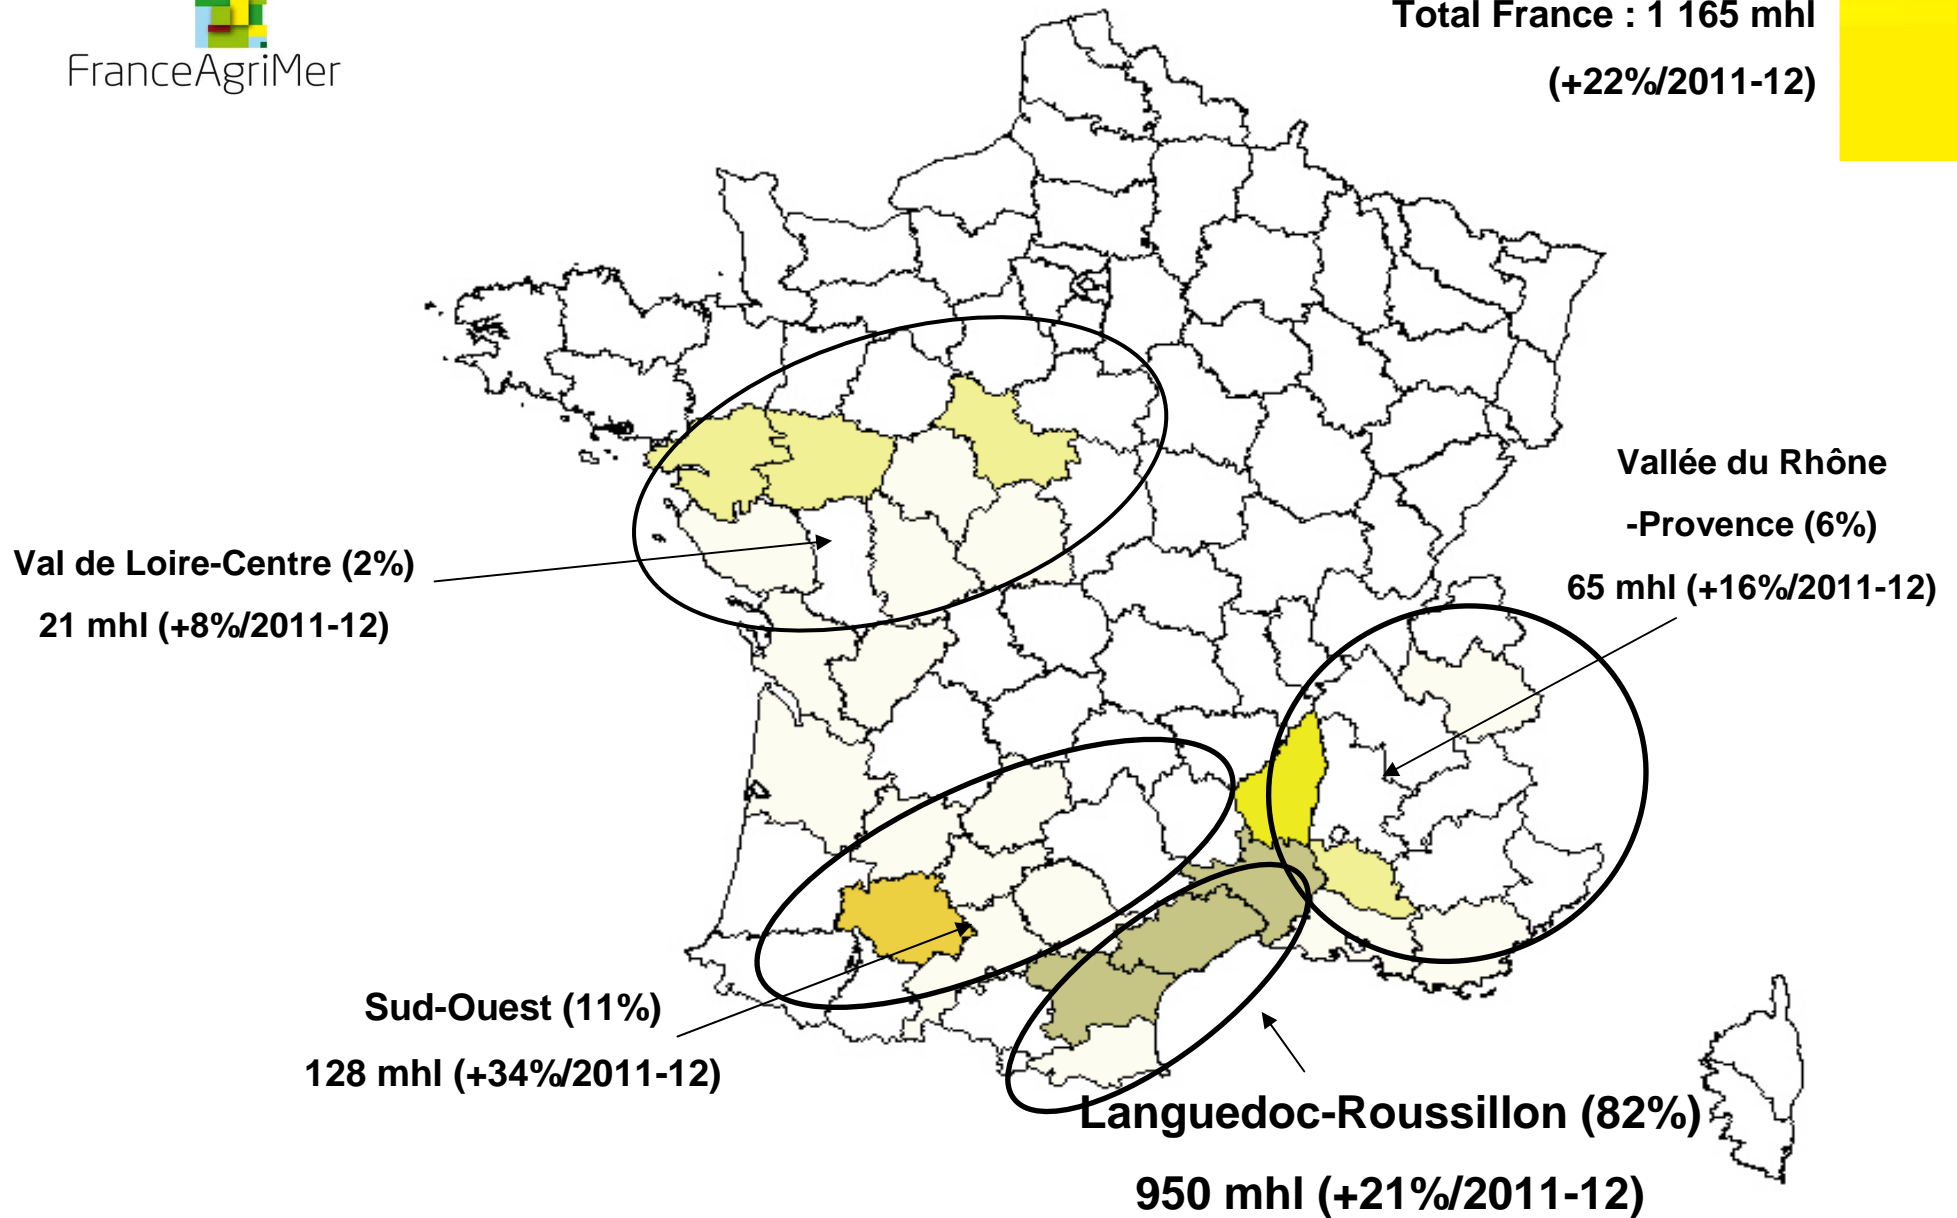 FranceAgriMer
Total France : 1 165 mhl
(+22%/2011-12)
Vallée du Rhône
-Provence (6%)
65 mhl (+16%/2011-12)
Val de Loire-Centre (2%)
21 mhl (+8%/2011-12)
Sud-Ouest (11%)
128 mhl (+34%/2011-12)
Languedoc-Roussillon (82%)
950 mhl (+21%/2011-12)